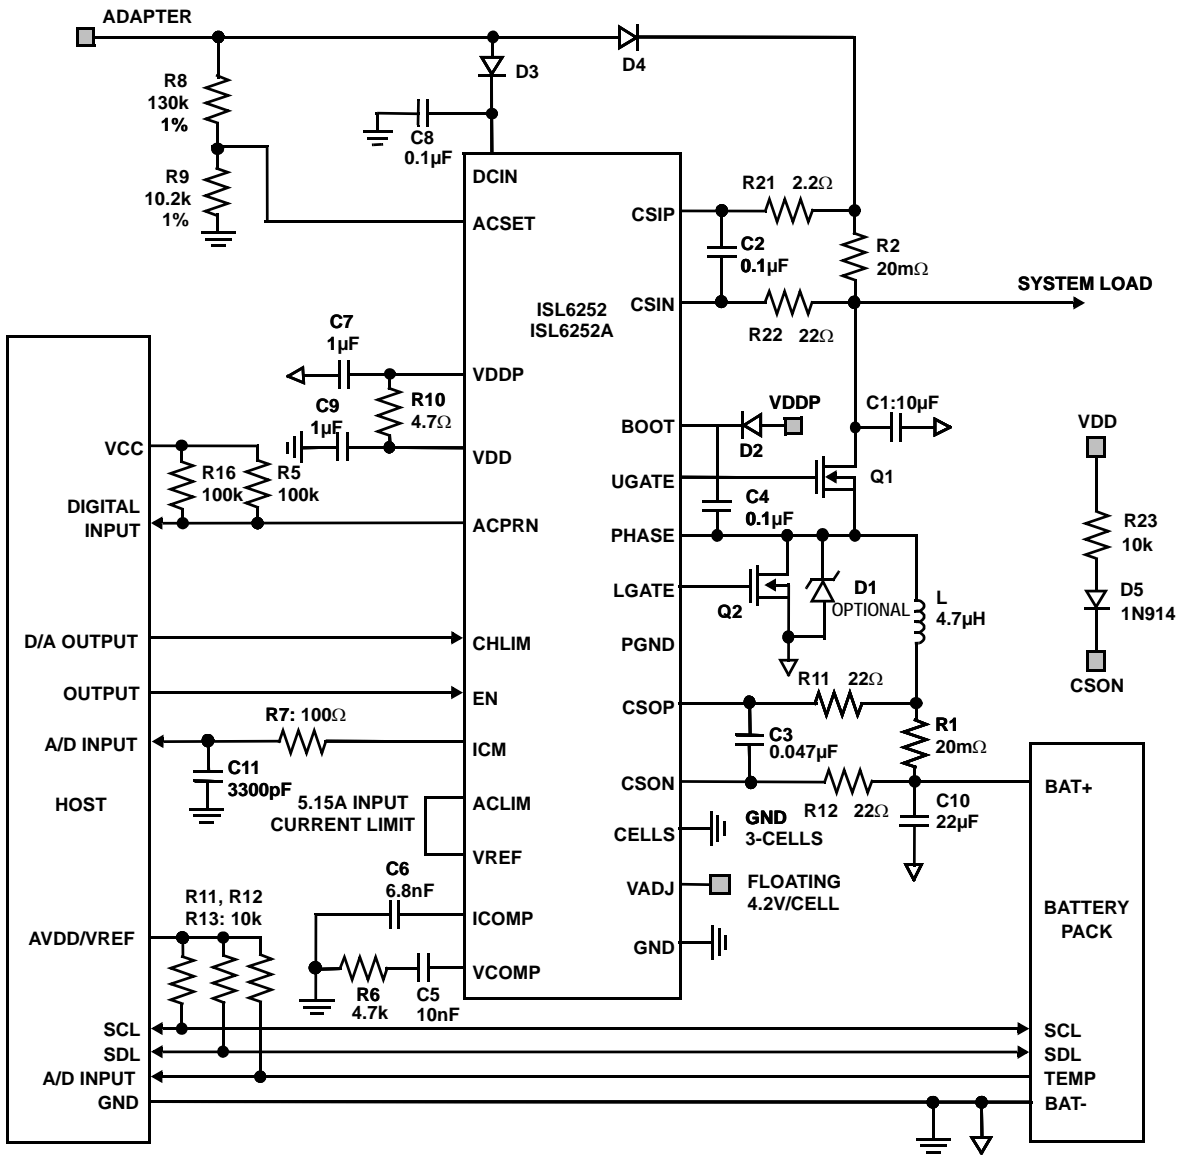 ADAPTER
D3
D4
R8
130k
1%
C8
0.1µF
R9
10.2k
1%
DCIN
ACSET
R21 2.2Ω
CSIP
C2
0.1µF
R2
20mΩ
CSIN
R22 22Ω
SYSTEM LOAD
ISL6252
ISL6252A
C7
1µF
VDDP
R10
4.7Ω
C9
1µF
VDD
BOOT
VDDP
D2
C1:10µF
VDD
VCC
R16
100k
R5
100k
UGATE
Q1
C4
0.1µF
DIGITAL
INPUT
ACPRN
PHASE
R23
10k
LGATE
Q2
D1
OPTIONAL
L
4.7µH
D5
1N914
D/A OUTPUT
CHLIM
PGND
OUTPUT
EN
R11 22Ω
CSOP
CSON
R7: 100Ω
A/D INPUT
ICM
C3
0.047µF
R1
20mΩ
C11
3300pF
CSON
R12 22Ω
BAT+
HOST
5.15A INPUT
CURRENT LIMIT
ACLIM
C10
22µF
CELLS
GND
3-CELLS
VREF
C6
6.8nF
VADJ
FLOATING
4.2V/CELL
R11, R12
R13: 10k
ICOMP
BATTERY
PACK
AVDD/VREF
GND
VCOMP
R6
4.7k
C5
10nF
SCL
SCL
SDL
SDL
A/D INPUT
TEMP
GND
BAT-